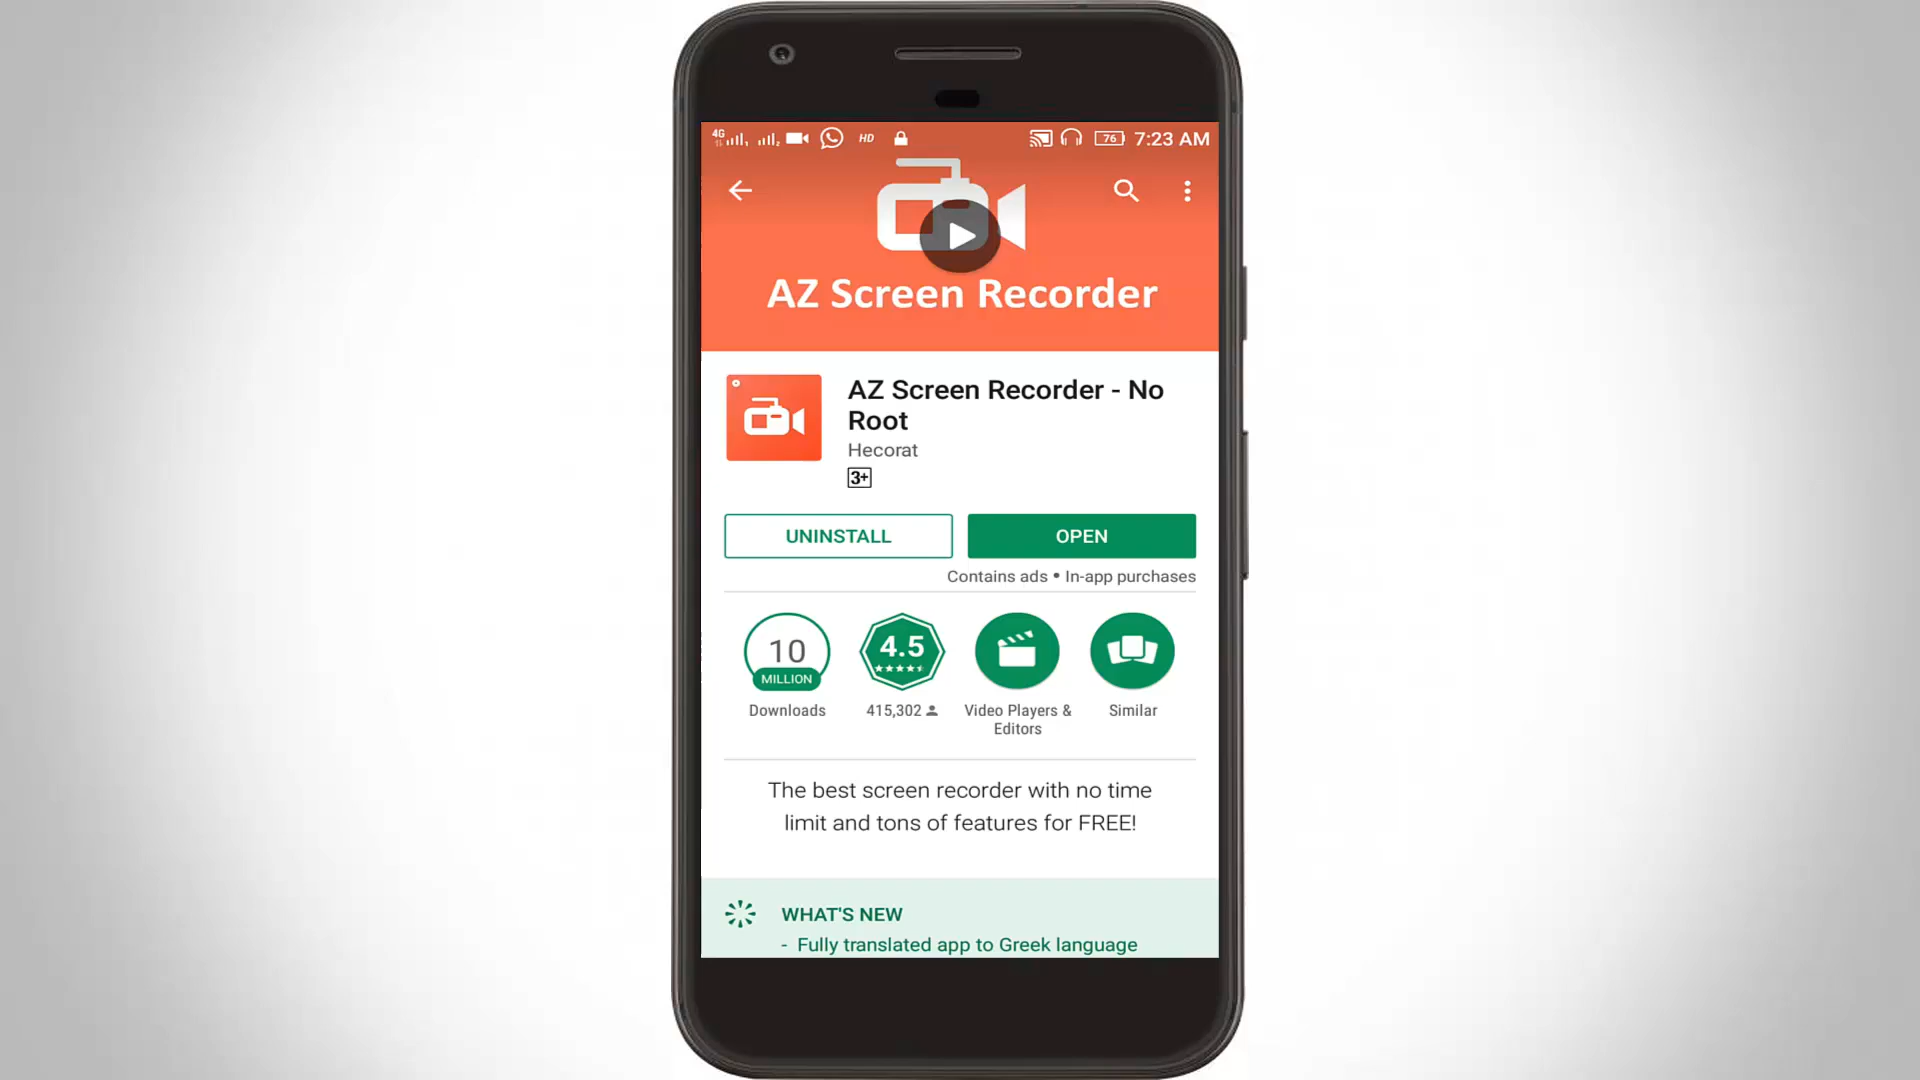 4G HD 76 7:23 AM
AZ Screen Recorder
AZ Screen Recorder - No
Root
Hecorat
3+
UNINSTALL OPEN
Contains ads • In-app purchases
10
MILLION
Downloads
4.5
415,302
Video Players &
Editors
Similar
The best screen recorder with no time
limit and tons of features for FREE!
WHAT'S NEW
- Fully translated app to Greek language